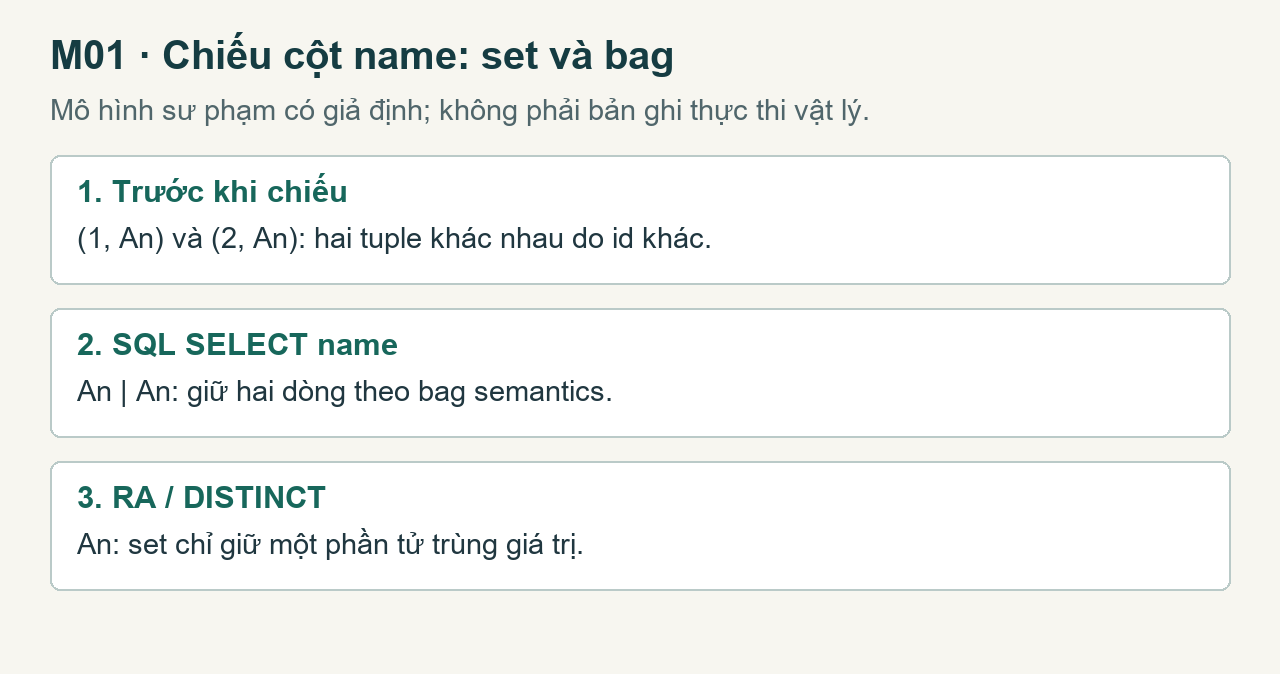 M01 · Chiếu cột name: set và bag
Mô hình sư phạm có giả định; không phải bản ghi thực thi vật lý.
1. Trước khi chiếu
(1, An) và (2, An): hai tuple khác nhau do id khác.
2. SQL SELECT name
An | An: giữ hai dòng theo bag semantics.
3. RA / DISTINCT
An: set chỉ giữ một phần tử trùng giá trị.